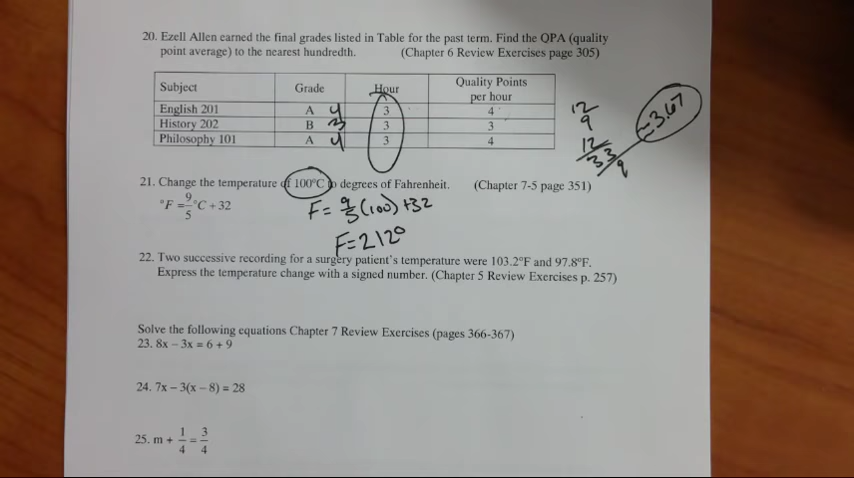 20. Ezell Allen earned the final grades listed in Table for the past term. Find the QPA (quality
point average) to the nearest hundredth. (Chapter 6 Review Exercises page 305)
Subject Grade Hour Quality Points
per hour
English 201 A 4 3 4
History 202 B 3 3 3
Philosophy 101 A 4 3 4
12
9
12
9
33/9
~3.67
21. Change the temperature of 100°C to degrees of Fahrenheit. (Chapter 7-5 page 351)
°F = 9/5 °C + 32
F = 9/5 (100) + 32
F = 212°
22. Two successive recording for a surgery patient's temperature were 103.2°F and 97.8°F.
Express the temperature change with a signed number. (Chapter 5 Review Exercises p. 257)
Solve the following equations Chapter 7 Review Exercises (pages 366-367)
23. 8x – 3x = 6 + 9
24. 7x – 3(x – 8) = 28
25. m + 1/4 = 3/4